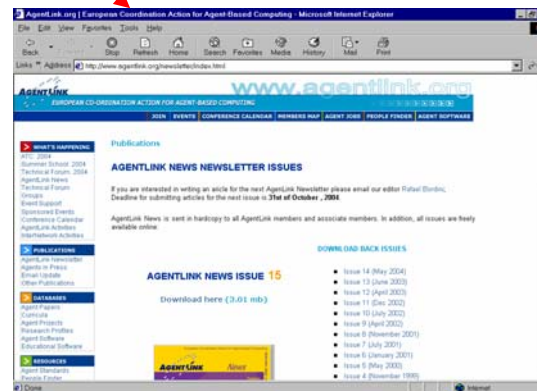 AgentLink.org | European Coordination Action for Agent-Based Computing - Microsoft Internet Explorer
File Edit View Favorites Tools Help
Back Stop Refresh Home Search Favorites Media History Mail Print
Links Address http://www.agentlink.org/newsletter/index.html
www.agentlink.org
AGENTLINK
EUROPEAN CO-ORDINATION ACTION FOR AGENT-BASED COMPUTING
JOIN EVENTS CONFERENCE CALENDAR MEMBERS MAP AGENT JOBS PEOPLE FINDER AGENT SOFTWARE
WHAT'S HAPPENING
ATC: 2004
Summer School: 2004
Technical Forum: 2004
AgentLink News
Technical Forum
Groups
Event Support
Sponsored Events
Conference Calendar
AgentLink Activities
InterNetwork Activities
PUBLICATIONS
AgentLink Newsletter
Agents in Press
Email Update
Other Publications
DATABASES
Agent Papers
Curricula
Agent Projects
Research Profiles
Agent Software
Educational Software
RESOURCES
Agent Standards
People Finder
Publications
AGENTLINK NEWS NEWSLETTER ISSUES
If you are interested in writing an article for the next AgentLink Newsletter please email our editor Rafael Bordini.
Deadline for submitting articles for the next issue is 31st of October , 2004.
AgentLink News is sent in hardcopy to all AgentLink members and associate members. In addition, all issues are freely
available online.
DOWNLOAD BACK ISSUES
AGENTLINK NEWS ISSUE 15
Download here (3.01 mb)
AGENTLINK News
Issue 14 (May 2004)
Issue 13 (June 2003)
Issue 12 (April 2003)
Issue 11 (Dec 2002)
Issue 10 (July 2002)
Issue 9 (April 2002)
Issue 8 (November 2001)
Issue 7 (July 2001)
Issue 6 (January 2001)
Issue 5 (May 2000)
Issue 4 (November 1999)
Done
Internet